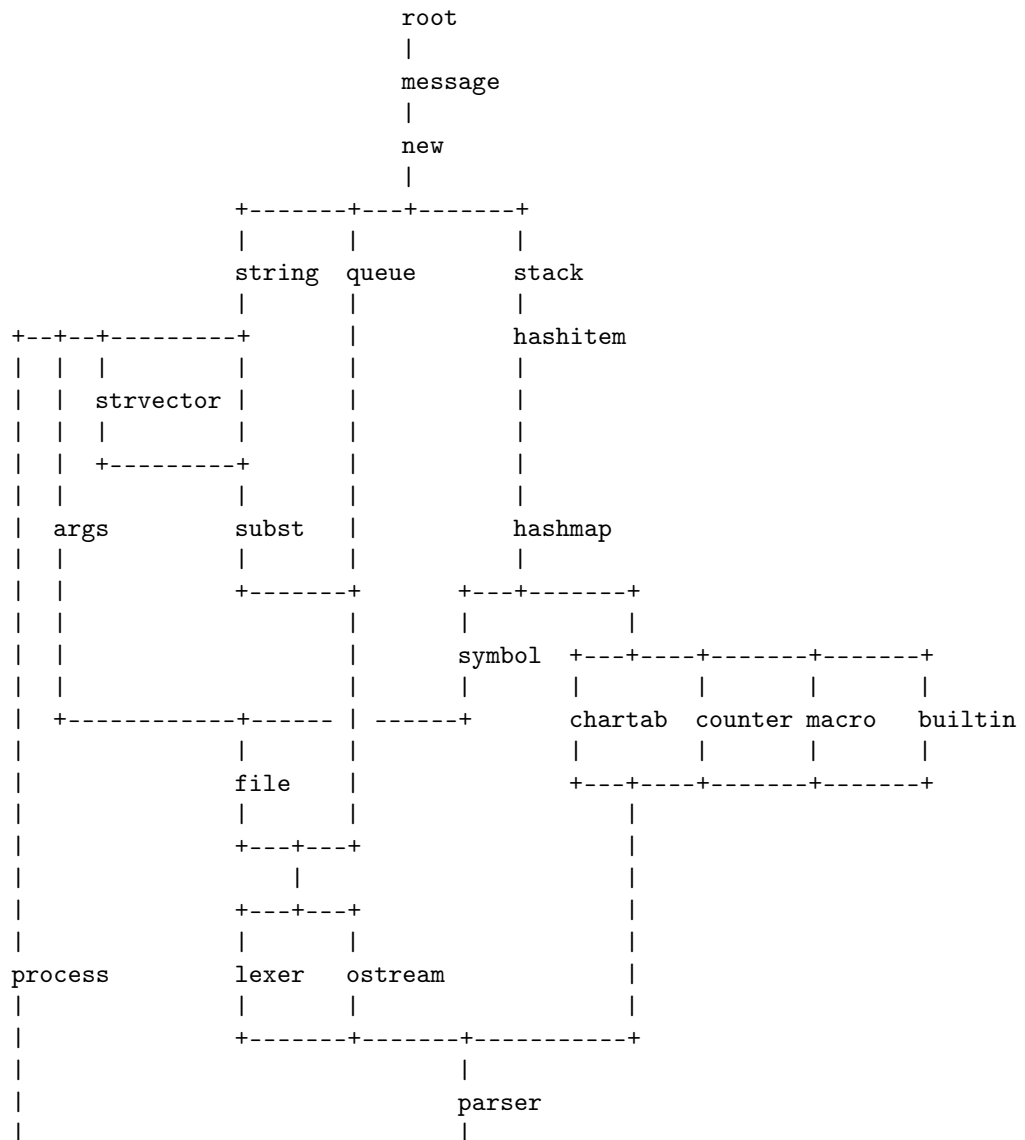 root
message
new
string queue stack
hashitem
strvector
args subst hashmap
symbol
chartab counter macro builtin
file
process lexer ostream
parser